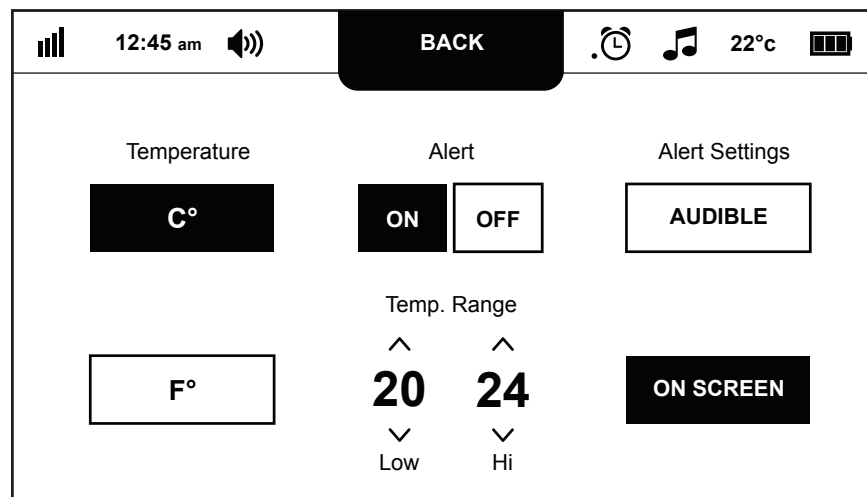 12:45 am BACK 22°c
Temperature Alert Alert Settings
C° ON OFF AUDIBLE
Temp. Range
F° 20 24 ON SCREEN
Low Hi